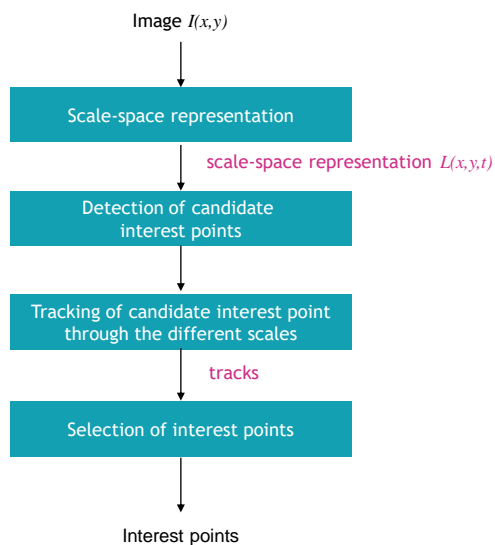 Image I(x,y)
Scale-space representation
scale-space representation L(x,y,t)
Detection of candidate
interest points
Tracking of candidate interest point
through the different scales
tracks
Selection of interest points
Interest points